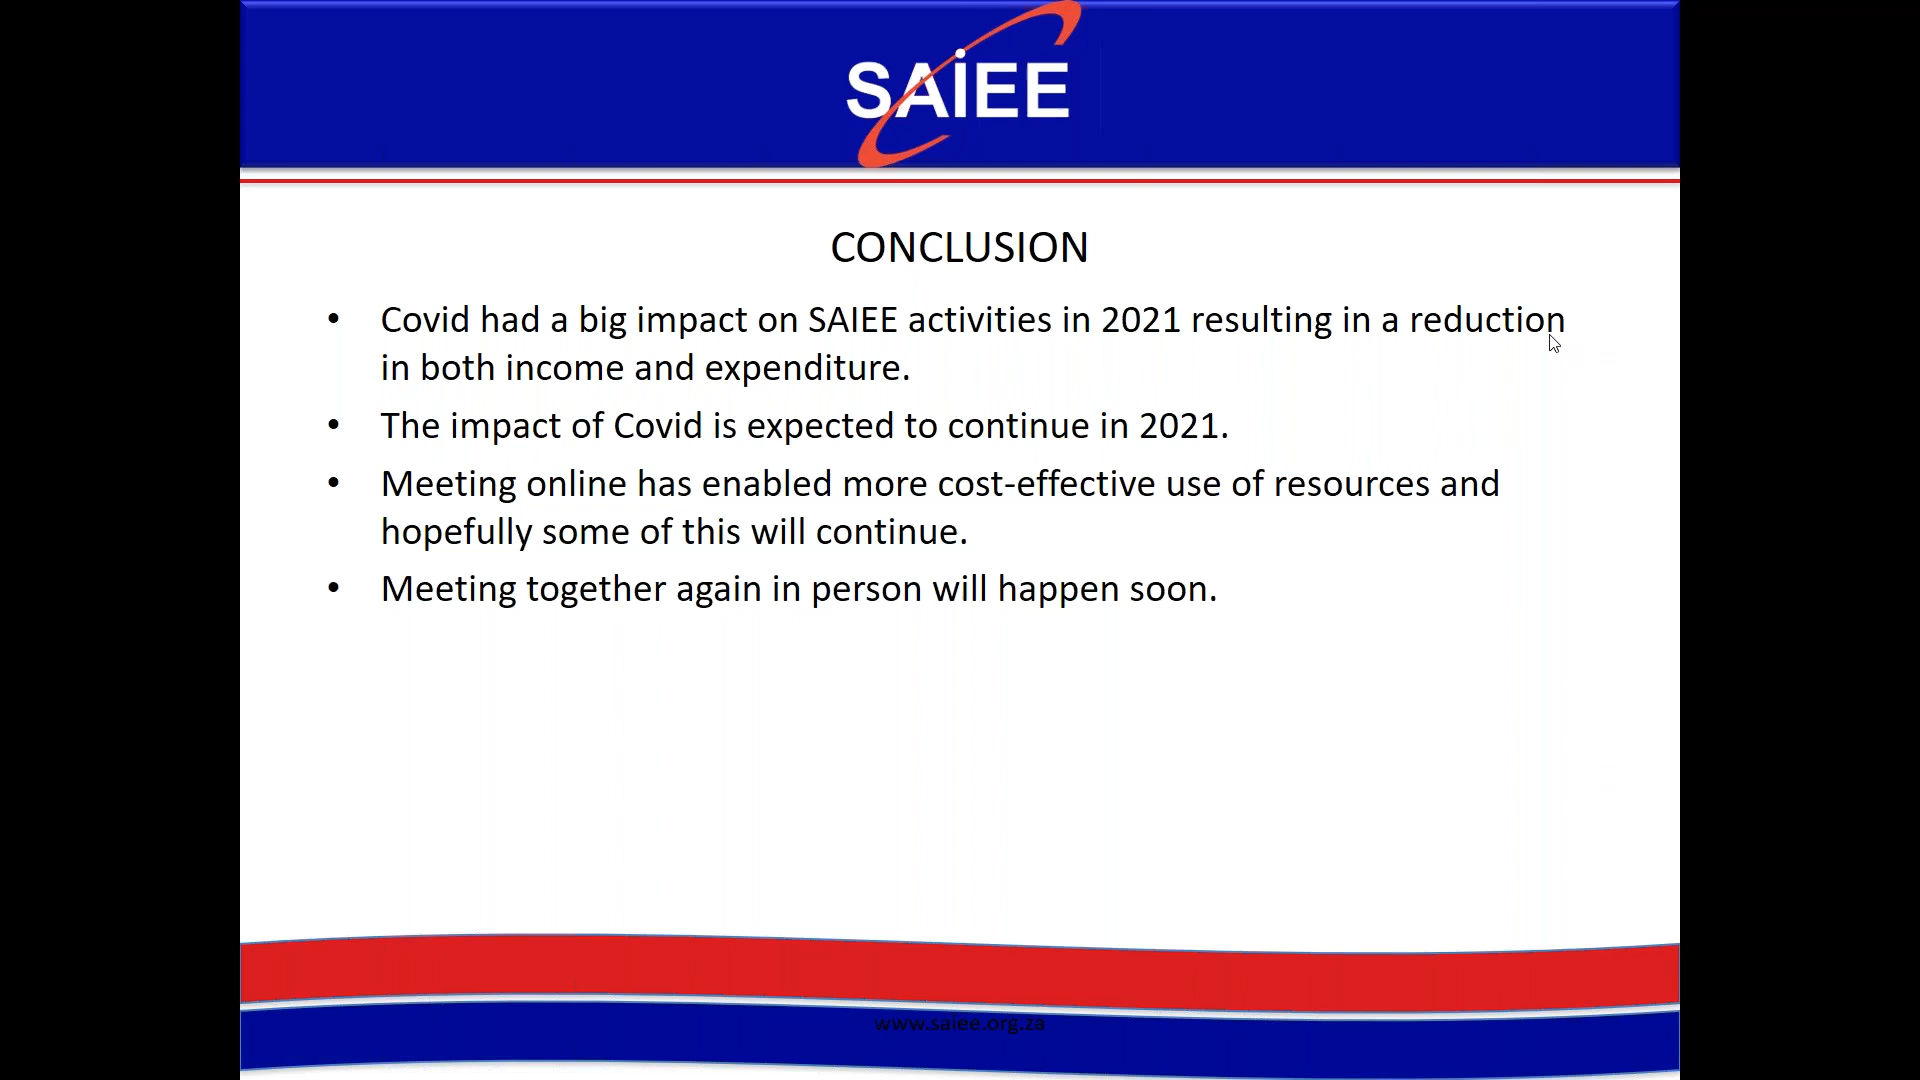 SAiEE
CONCLUSION
• Covid had a big impact on SAIEE activities in 2021 resulting in a reduction
in both income and expenditure.
• The impact of Covid is expected to continue in 2021.
• Meeting online has enabled more cost-effective use of resources and
hopefully some of this will continue.
• Meeting together again in person will happen soon.
www.saiee.org.za